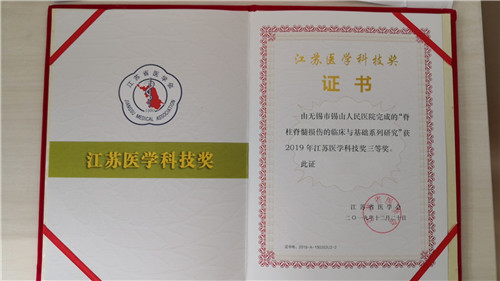 江苏省医学会
JIANGSU MEDICAL ASSOCIATION
江苏医学科技奖
江苏医学科技奖
证书
由无锡市锡山人民医院完成的“脊
柱脊髓损伤的临床与基础系列研究”获
2019年江苏医学科技奖三等奖。
此证
江苏省医学会
二〇一九年十二月二十日